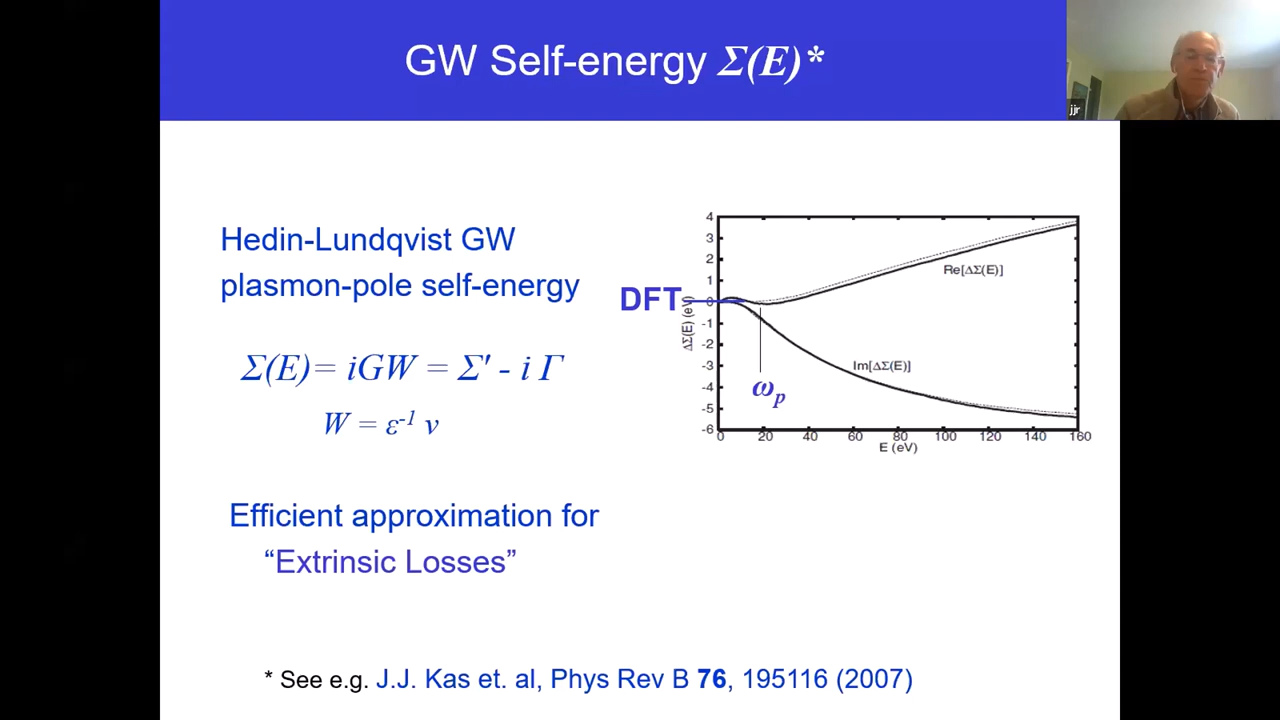 GW Self-energy Σ(E)*
jjr
Hedin-Lundqvist GW
plasmon-pole self-energy
Σ(E)= iGW = Σ' - i Γ
W = ε-1 v
Efficient approximation for
“Extrinsic Losses”
DFT
4
3
2
1
0
-1
-2
-3
-4
-5
-6
ΔΣ(E) (eV)
Re[ΔΣ(E)]
Im[ΔΣ(E)]
ωp
0 20 40 60 80 100 120 140 160
E (eV)
* See e.g. J.J. Kas et. al, Phys Rev B 76, 195116 (2007)